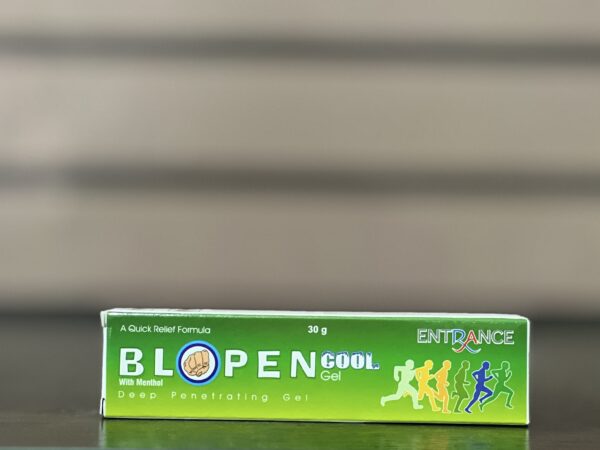 A Quick Relief Formula
30 g
ENTRANCE
BLOPEN COOL
Gel
With Menthol
Deep Penetrating Gel